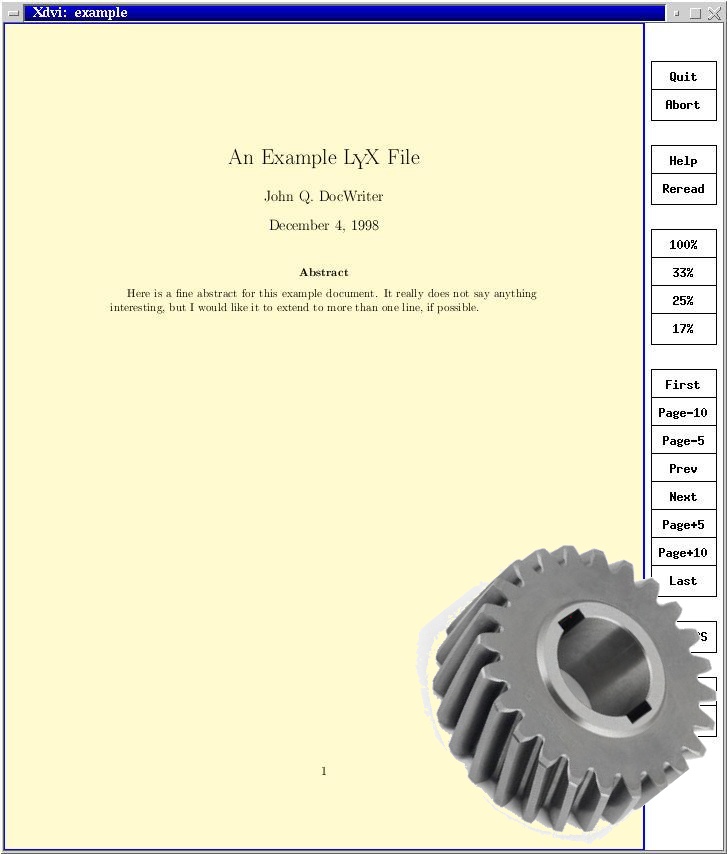 Xdvi: example
An Example LYX File
John Q. DocWriter
December 4, 1998
Abstract
Here is a fine abstract for this example document. It really does not say anything
interesting, but I would like it to extend to more than one line, if possible.
1
Quit
Abort
Help
Reread
100%
33%
25%
17%
First
Page-10
Page-5
Prev
Next
Page+5
Page+10
Last